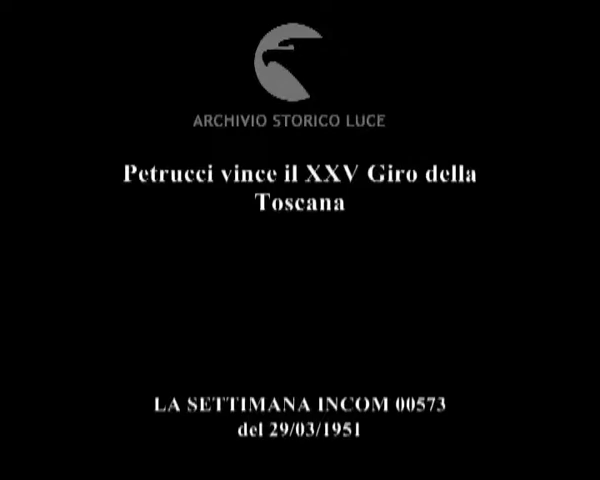 ARCHIVIO STORICO LUCE
Petrucci vince il XXV Giro della
Toscana
LA SETTIMANA INCOM 00573
del 29/03/1951